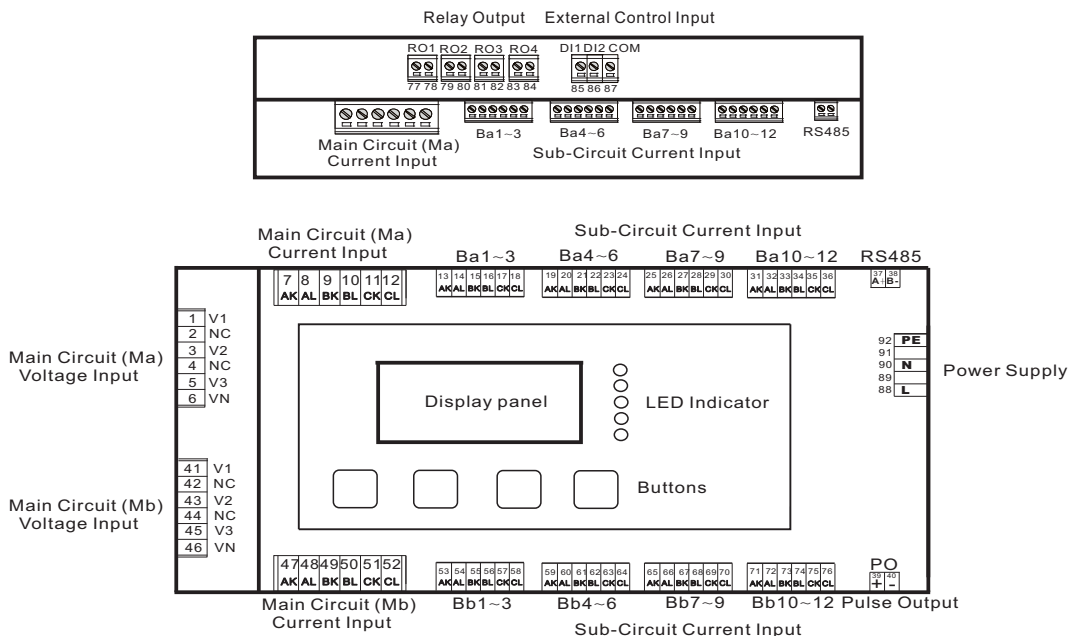 Relay Output External Control Input
RO1 RO2 RO3 RO4 DI1 DI2 COM
77 78 79 80 81 82 83 84 85 86 87
Main Circuit (Ma)
Current Input
Ba1~3 Ba4~6 Ba7~9 Ba10~12 RS485
Sub-Circuit Current Input
Main Circuit (Ma)
Current Input
Sub-Circuit Current Input
Ba1~3 Ba4~6 Ba7~9 Ba10~12 RS485
7 8 9 10 11 12 13 14 15 16 17 18 19 20 21 22 23 24 25 26 27 28 29 30 31 32 33 34 35 36 37 38
AK AL BK BL CK CL AK AL BK BL CK CL AK AL BK BL CK CL AK AL BK BL CK CL AK AL BK BL CK CL A+ B-
Main Circuit (Ma)
Voltage Input
1 V1
2 NC
3 V2
4 NC
5 V3
6 VN
Display panel
LED Indicator
92 PE
91
90 N
89
88 L
Power Supply
Main Circuit (Mb)
Voltage Input
41 V1
42 NC
43 V2
44 NC
45 V3
46 VN
Buttons
47 48 49 50 51 52 53 54 55 56 57 58 59 60 61 62 63 64 65 66 67 68 69 70 71 72 73 74 75 76
AK AL BK BL CK CL AK AL BK BL CK CL AK AL BK BL CK CL AK AL BK BL CK CL AK AL BK BL CK CL
PO
39 40
+ -
Main Circuit (Mb)
Current Input
Bb1~3 Bb4~6 Bb7~9 Bb10~12 Pulse Output
Sub-Circuit Current Input